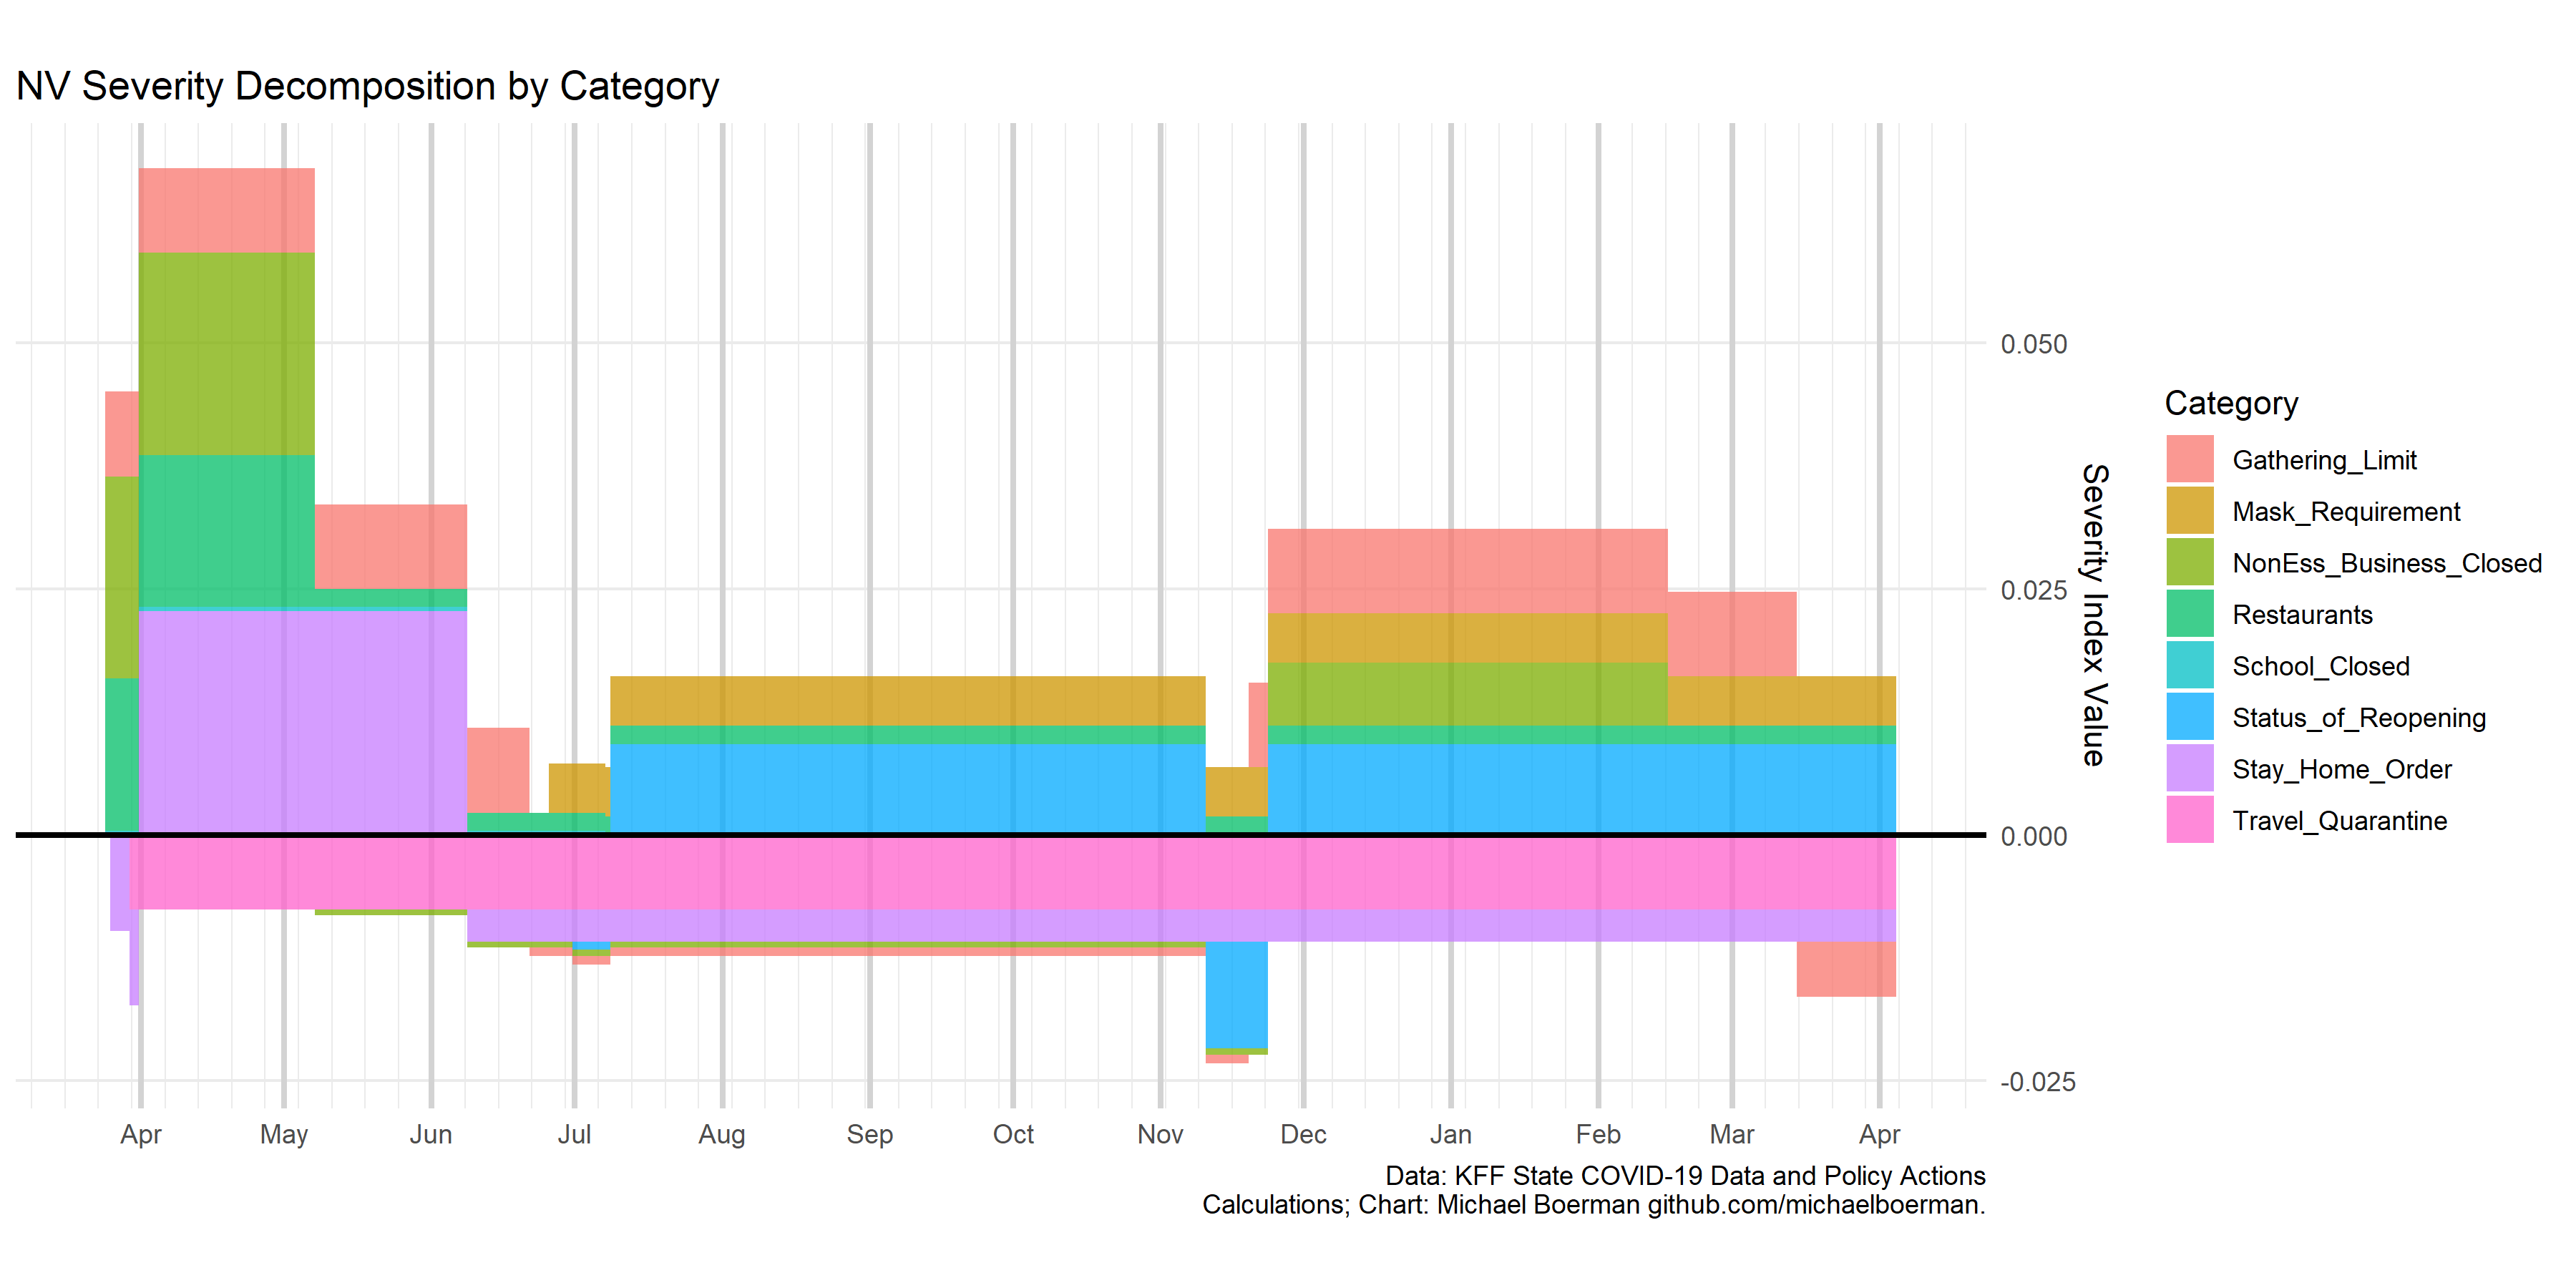 NV Severity Decomposition by Category
0.050
0.025
0.000
-0.025
Severity Index Value
Category
Gathering_Limit
Mask_Requirement
NonEss_Business_Closed
Restaurants
School_Closed
Status_of_Reopening
Stay_Home_Order
Travel_Quarantine
Apr May Jun Jul Aug Sep Oct Nov Dec Jan Feb Mar Apr
Data: KFF State COVID-19 Data and Policy Actions
Calculations; Chart: Michael Boerman github.com/michaelboerman.